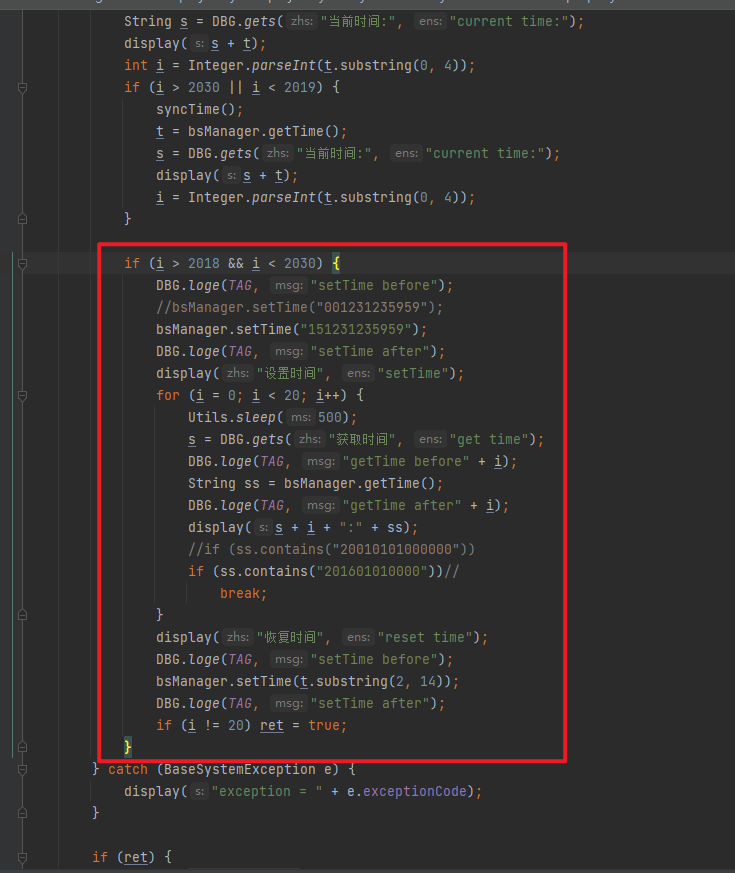 String s = DBG.gets( zhs: "当前时间:", ens: "current time:");
display( s: s + t);
int i = Integer.parseInt(t.substring(0, 4));
if (i > 2030 || i < 2019) {
syncTime();
t = bsManager.getTime();
s = DBG.gets( zhs: "当前时间:", ens: "current time:");
display( s: s + t);
i = Integer.parseInt(t.substring(0, 4));
}
if (i > 2018 && i < 2030) {
DBG.loge(TAG, msg: "setTime before");
//bsManager.setTime("001231235959");
bsManager.setTime("151231235959");
DBG.loge(TAG, msg: "setTime after");
display( zhs: "设置时间", ens: "setTime");
for (i = 0; i < 20; i++) {
Utils.sleep( ms: 500);
s = DBG.gets( zhs: "获取时间", ens: "get time");
DBG.loge(TAG, msg: "getTime before" + i);
String ss = bsManager.getTime();
DBG.loge(TAG, msg: "getTime after" + i);
display( s: s + i + ":" + ss);
//if (ss.contains("20010101000000"))
if (ss.contains("201601010000"))//
break;
}
display( zhs: "恢复时间", ens: "reset time");
DBG.loge(TAG, msg: "setTime before");
bsManager.setTime(t.substring(2, 14));
DBG.loge(TAG, msg: "setTime after");
if (i != 20) ret = true;
}
} catch (BaseSystemException e) {
display( s: "exception = " + e.exceptionCode);
}
if (ret) {